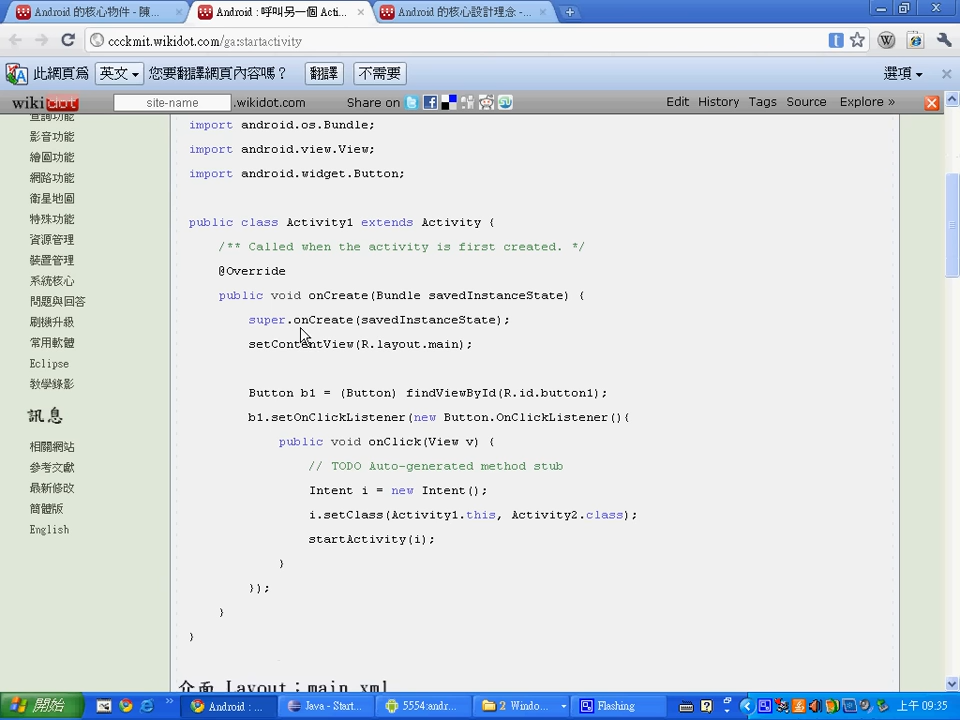 Android 的核心物件 - 陳...
Android : 呼叫另一個 Acti...
Android 的核心設計理念 -...
ccckmit.wikidot.com/ga:startactivity
此網頁為 英文 您要翻譯網頁內容嗎？ 翻譯 不需要 選項
wikidot site-name .wikidot.com Share on Edit History Tags Source Explore »
查詢功能
影音功能
繪圖功能
網路功能
衛星地圖
特殊功能
資源管理
裝置管理
系統核心
問題與回答
刷機升級
常用軟體
Eclipse
教學錄影
訊息
相關網站
參考文獻
最新修改
簡體版
English
import android.os.Bundle;
import android.view.View;
import android.widget.Button;
public class Activity1 extends Activity {
/** Called when the activity is first created. */
@Override
public void onCreate(Bundle savedInstanceState) {
super.onCreate(savedInstanceState);
setContentView(R.layout.main);
Button b1 = (Button) findViewById(R.id.button1);
b1.setOnClickListener(new Button.OnClickListener(){
public void onClick(View v) {
// TODO Auto-generated method stub
Intent i = new Intent();
i.setClass(Activity1.this, Activity2.class);
startActivity(i);
}
});
}
}
介面 Layout：main.xml
開始 Android : ... Java - Start... 5554:andr... 2 Windo... Flashing 上午 09:35